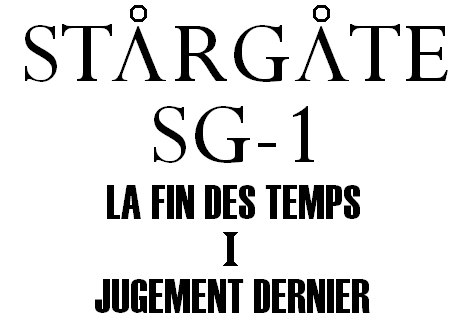 STARGATE
SG-1
LA FIN DES TEMPS
I
JUGEMENT DERNIER